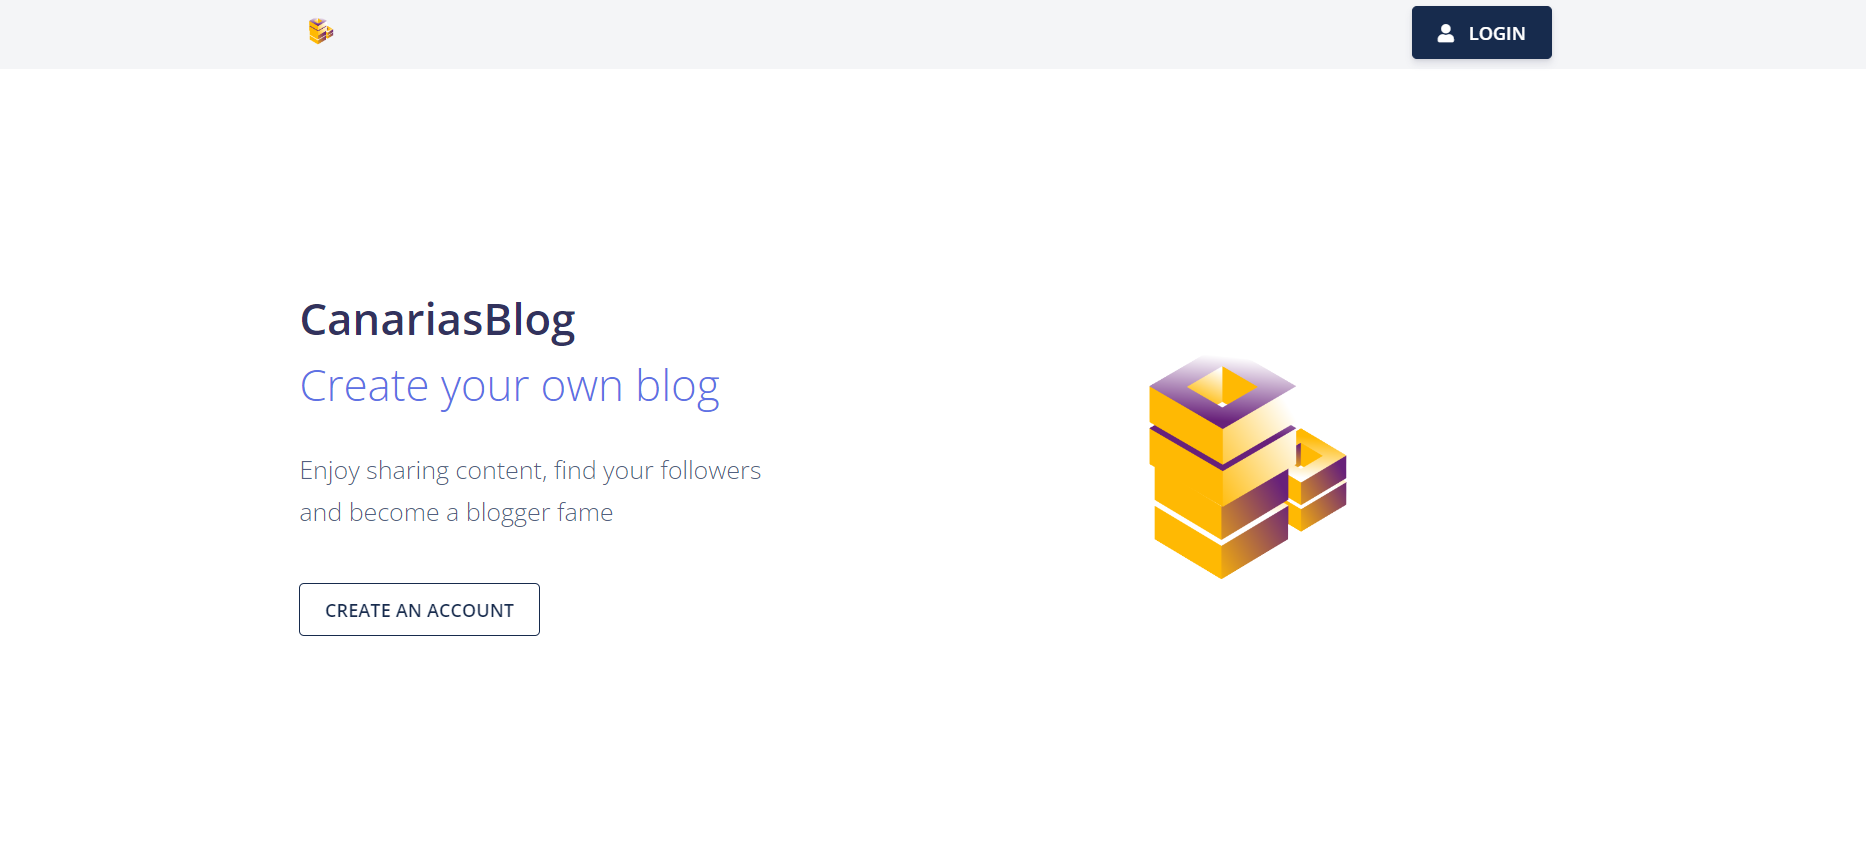 LOGIN
CanariasBlog
Create your own blog
Enjoy sharing content, find your followers
and become a blogger fame
CREATE AN ACCOUNT